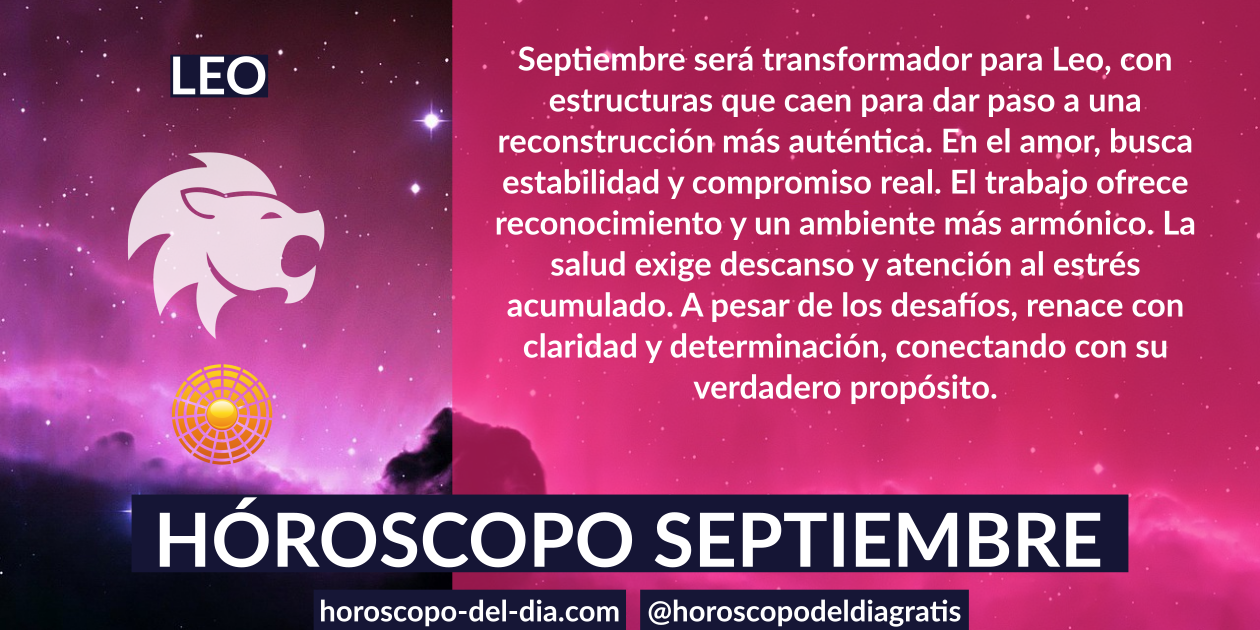 LEO
Septiembre será transformador para Leo, con
estructuras que caen para dar paso a una
reconstrucción más auténtica. En el amor, busca
estabilidad y compromiso real. El trabajo ofrece
reconocimiento y un ambiente más armónico. La
salud exige descanso y atención al estrés
acumulado. A pesar de los desafíos, renace con
claridad y determinación, conectando con su
verdadero propósito.
HÓROSCOPO SEPTIEMBRE
horoscopo-del-dia.com
@horoscopodeldiagratis